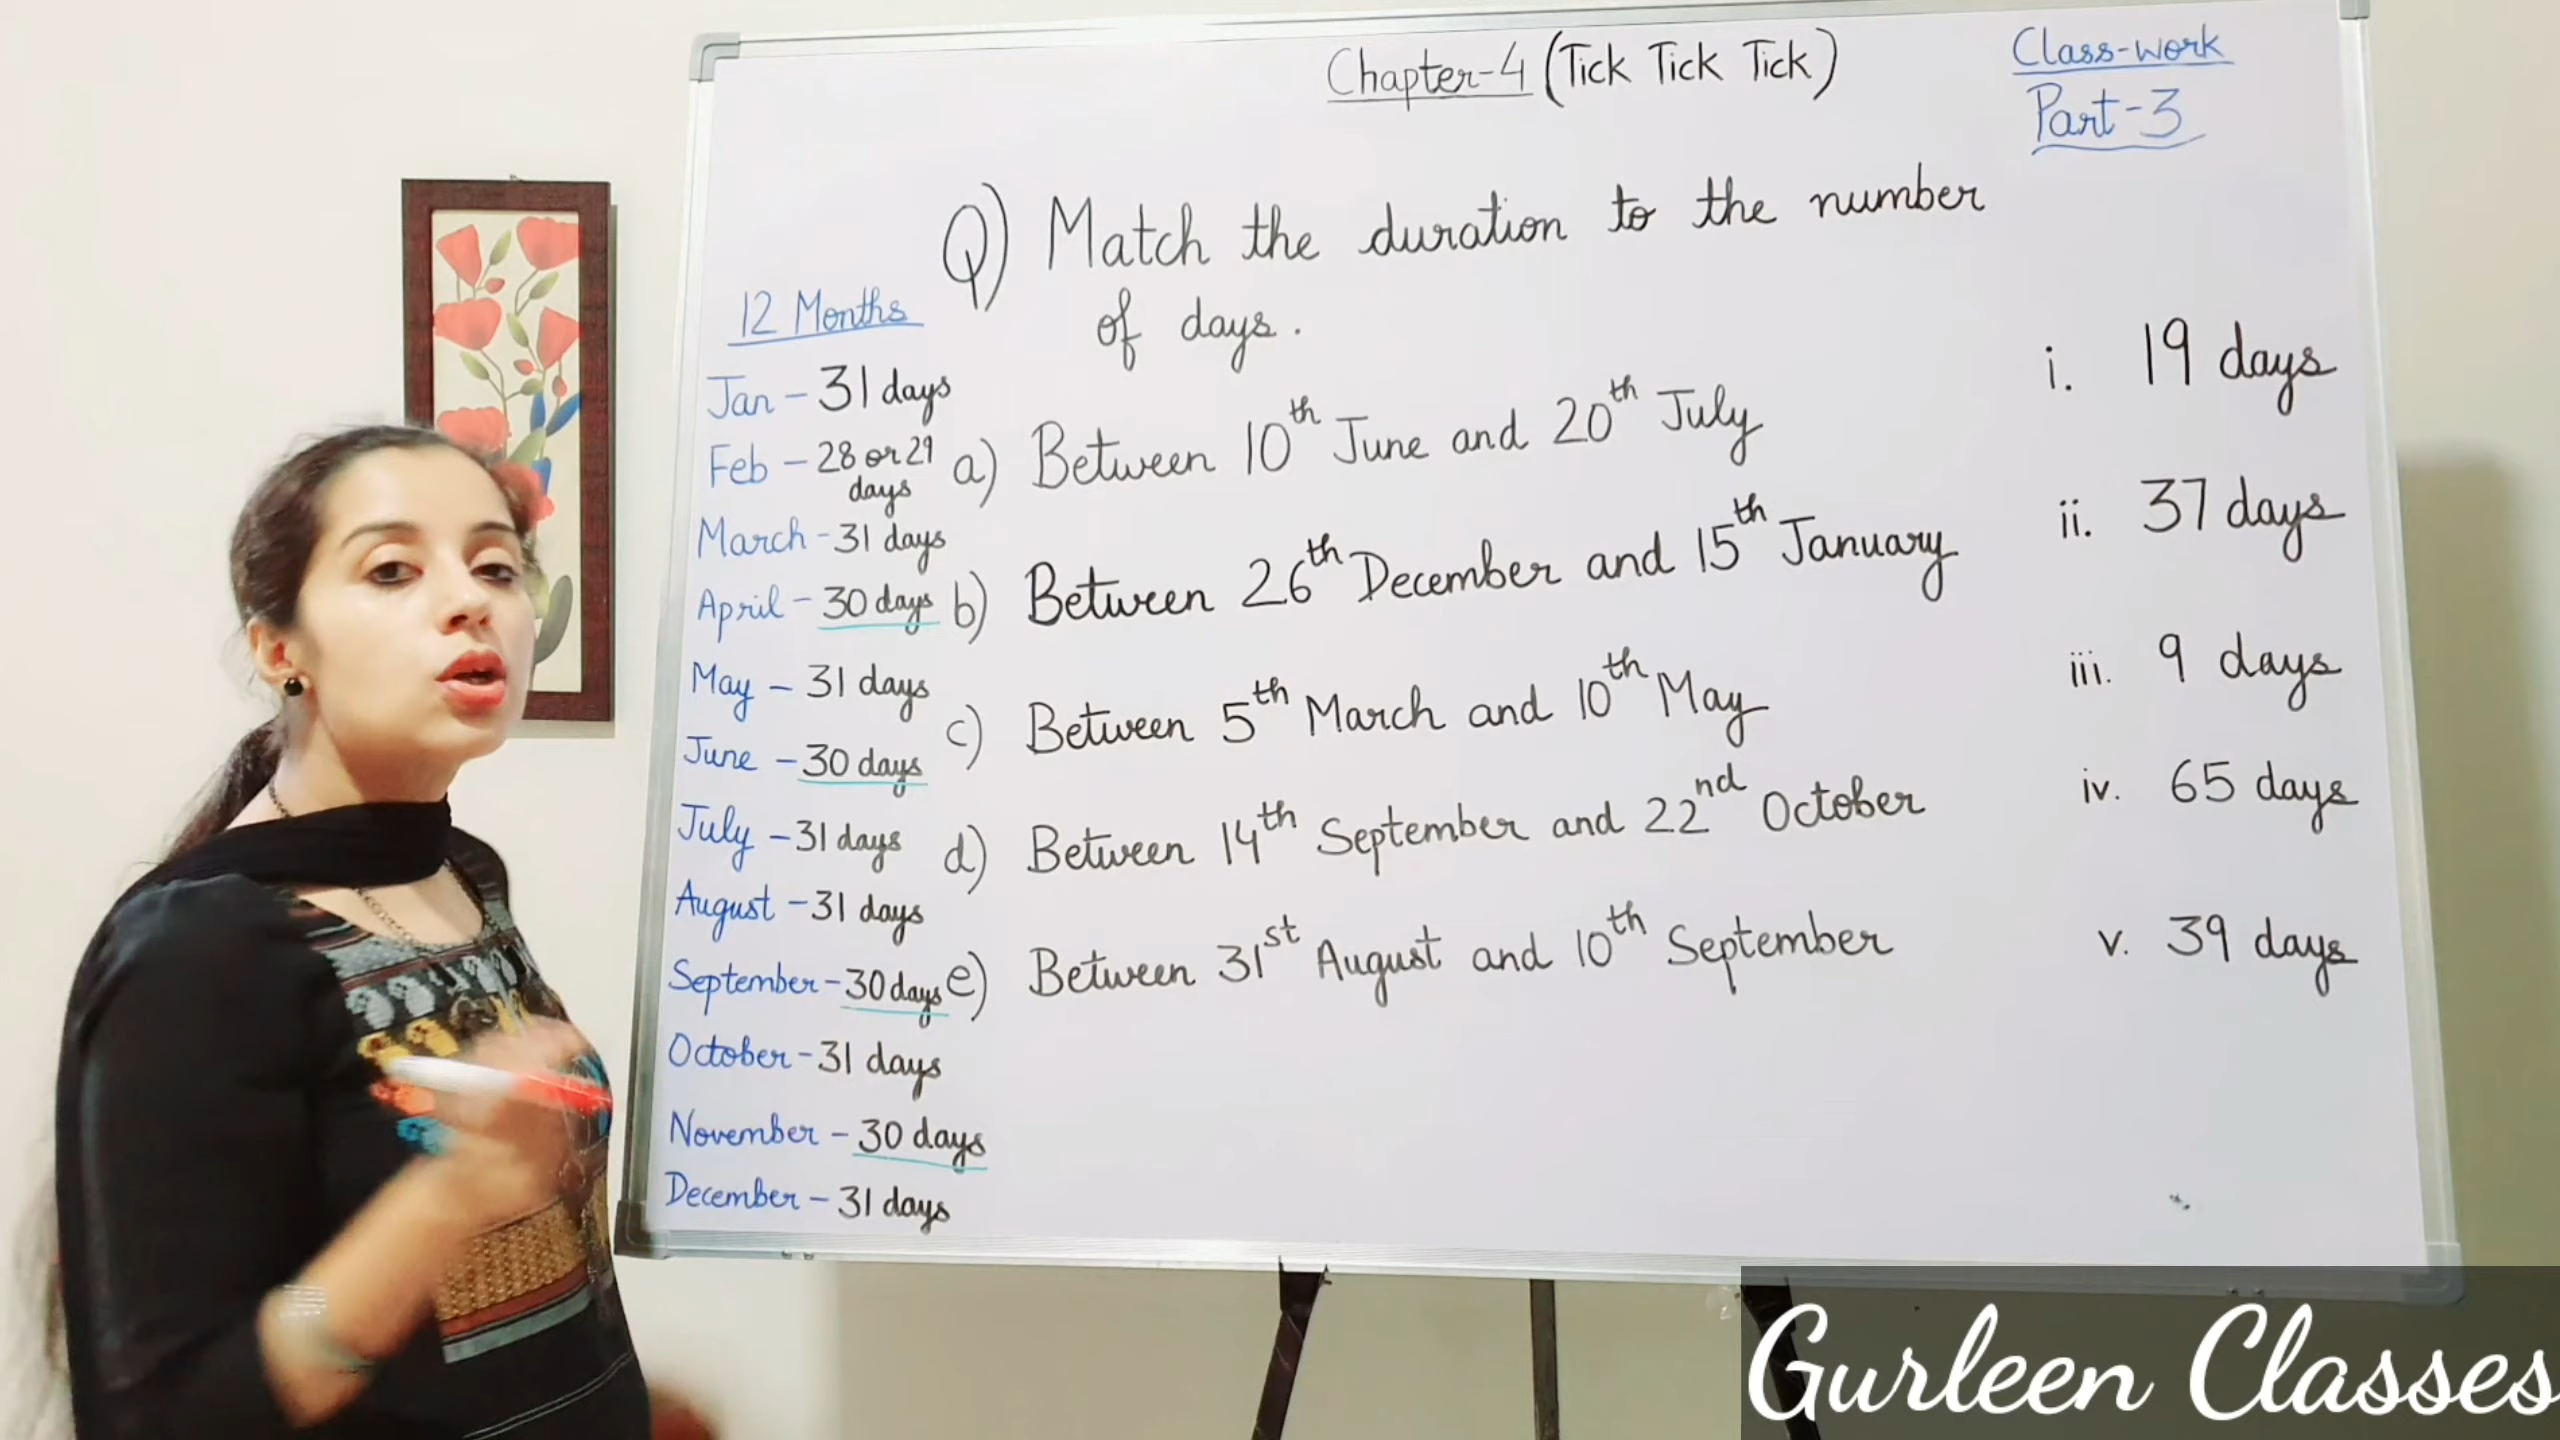 Chapter-4 (Tick Tick Tick)
Class-work
Part-3
Q) Match the duration to the number
of days.
12 Months
Jan - 31 days
Feb - 28 or 29
days
March - 31 days
April - 30 days
May - 31 days
June - 30 days
July - 31 days
August - 31 days
September - 30 days
October - 31 days
November - 30 days
December - 31 days
a) Between 10th June and 20th July
b) Between 26th December and 15th January
c) Between 5th March and 10th May
d) Between 14th September and 22nd October
e) Between 31st August and 10th September
i. 19 days
ii. 37 days
iii. 9 days
iv. 65 days
v. 39 days
Gurleen Classes